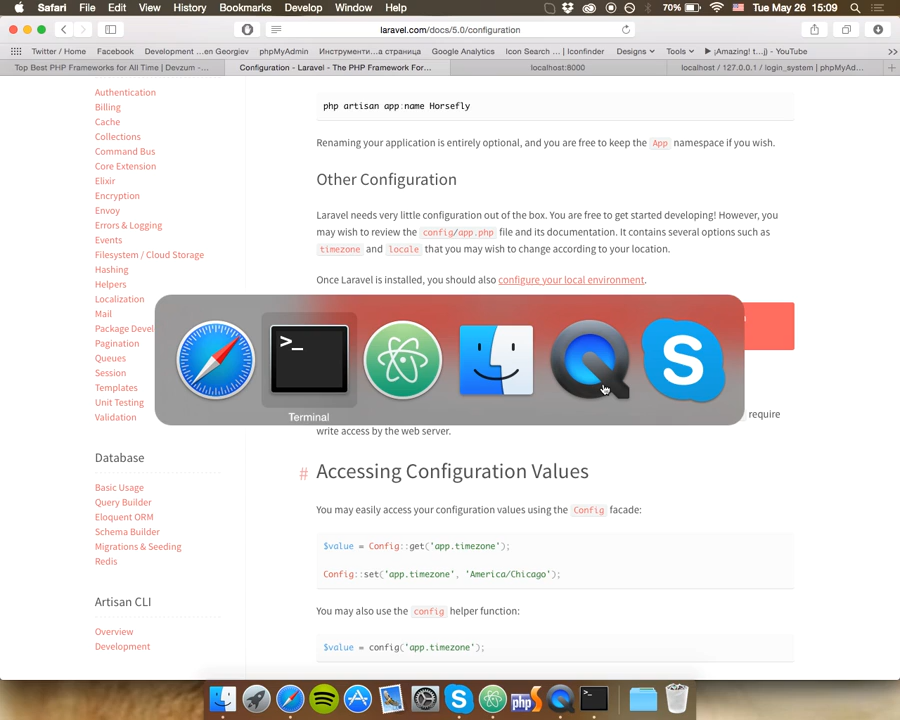 Safari File Edit View History Bookmarks Develop Window Help 70% Tue May 26 15:09
laravel.com/docs/5.0/configuration
Twitter / Home Facebook Development ...en Georgiev phpMyAdmin Инструменти...а страница Google Analytics Icon Search ... | Iconfinder Designs Tools ► ¡Amazing! т...) - YouTube >>
Top Best PHP Frameworks for All Time | Devzum -... Configuration - Laravel - The PHP Framework For... localhost:8000 localhost / 127.0.0.1 / login_system | phpMyAd... +
Authentication
Billing
Cache
Collections
Command Bus
Core Extension
Elixir
Encryption
Envoy
Errors & Logging
Events
Filesystem / Cloud Storage
Hashing
Helpers
Localization
Mail
Package Devel
Pagination
Queues
Session
Templates
Unit Testing
Validation
Database
Basic Usage
Query Builder
Eloquent ORM
Schema Builder
Migrations & Seeding
Redis
Artisan CLI
Overview
Development
php artisan app:name Horsefly
Renaming your application is entirely optional, and you are free to keep the App namespace if you wish.
Other Configuration
Laravel needs very little configuration out of the box. You are free to get started developing! However, you
may wish to review the config/app.php file and its documentation. It contains several options such as
timezone and locale that you may wish to change according to your location.
Once Laravel is installed, you should also configure your local environment.
>_
S
Terminal
require
write access by the web server.
# Accessing Configuration Values
You may easily access your configuration values using the Config facade:
$value = Config::get('app.timezone');
Config::set('app.timezone', 'America/Chicago');
You may also use the config helper function:
$value = config('app.timezone');
S php >_